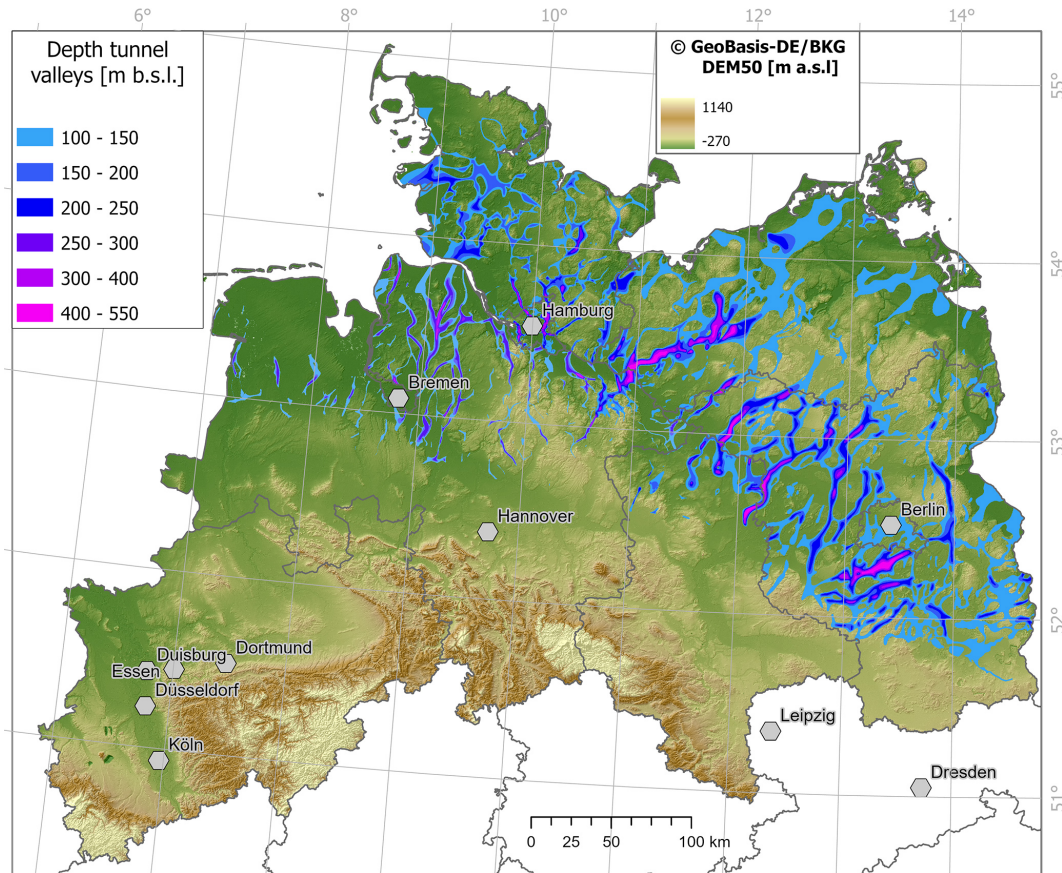 6°
8°
10°
12°
14°
Depth tunnel
valleys [m b.s.l.]
100 - 150
150 - 200
200 - 250
250 - 300
300 - 400
400 - 550
© GeoBasis-DE/BKG
DEM50 [m a.s.l]
1140
-270
55°
54°
53°
52°
51°
Hamburg
Bremen
Hannover
Berlin
Dortmund
Duisburg
Essen
Düsseldorf
Köln
Leipzig
Dresden
0 25 50 100 km